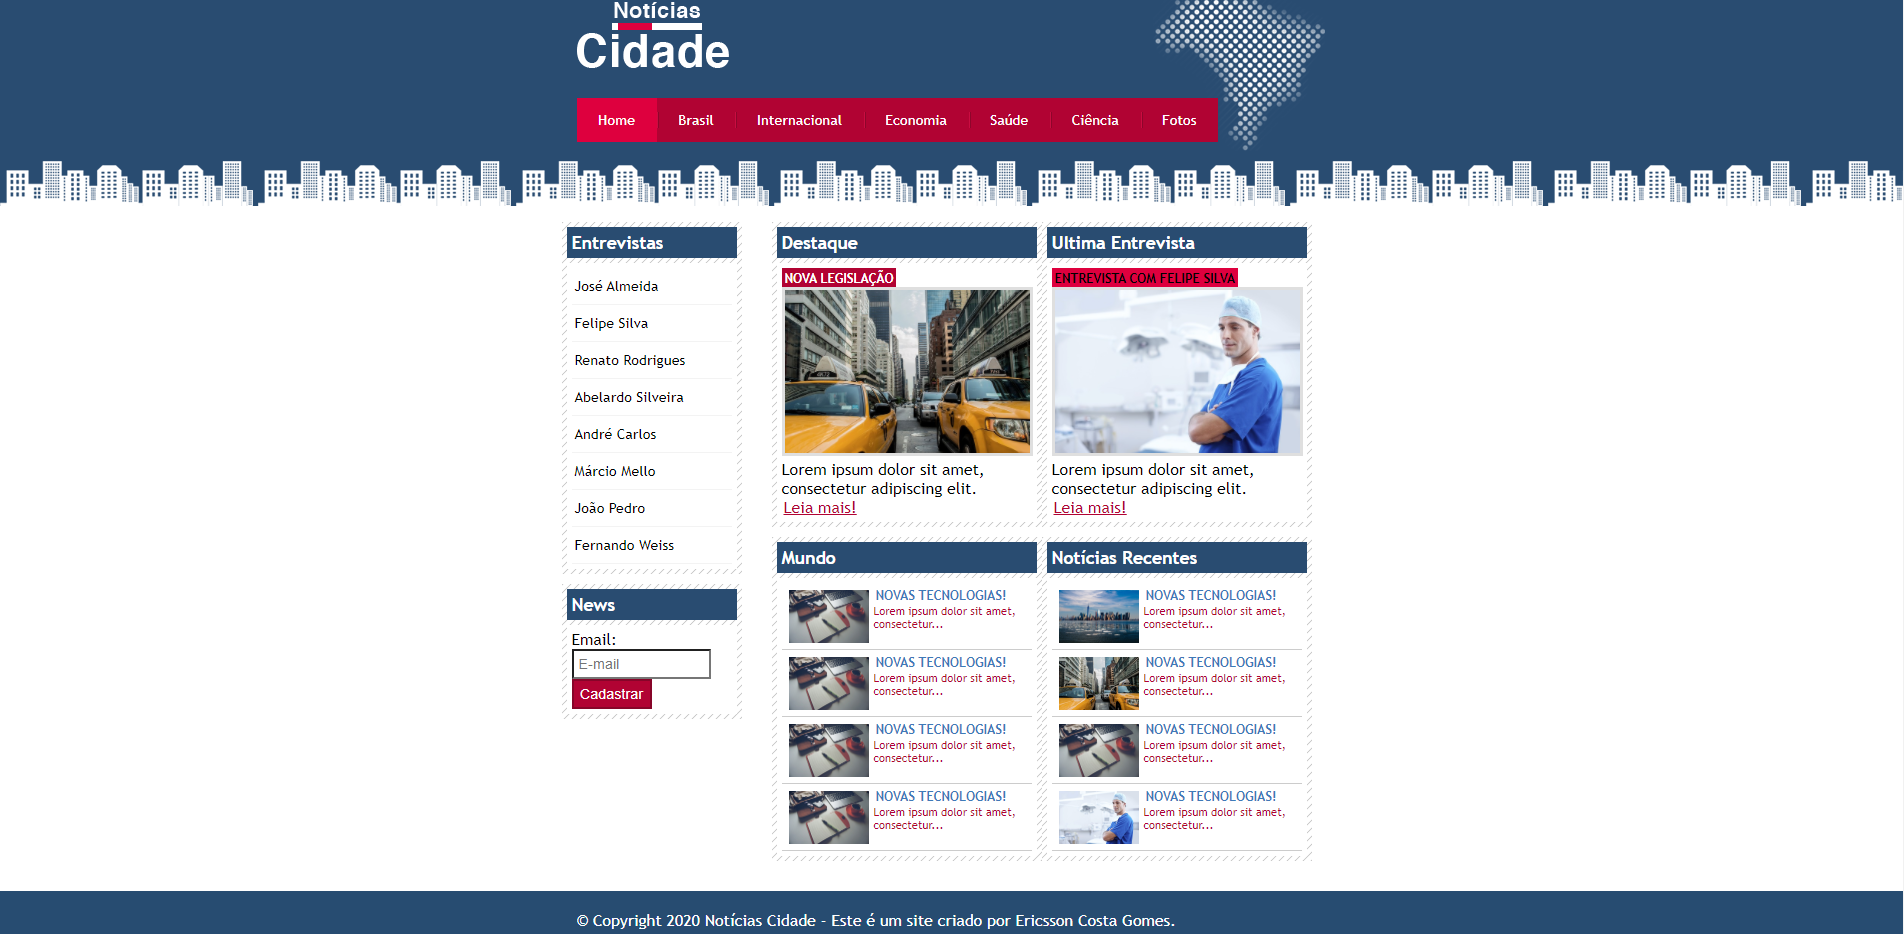 Notícias
Cidade
Home
Brasil
Internacional
Economia
Saúde
Ciência
Fotos
Entrevistas
José Almeida
Felipe Silva
Renato Rodrigues
Abelardo Silveira
André Carlos
Márcio Mello
João Pedro
Fernando Weiss
News
Email:
E-mail
Cadastrar
Destaque
NOVA LEGISLAÇÃO
Lorem ipsum dolor sit amet,
consectetur adipiscing elit.
Leia mais!
Ultima Entrevista
ENTREVISTA COM FELIPE SILVA
Lorem ipsum dolor sit amet,
consectetur adipiscing elit.
Leia mais!
Mundo
NOVAS TECNOLOGIAS!
Lorem ipsum dolor sit amet,
consectetur...
NOVAS TECNOLOGIAS!
Lorem ipsum dolor sit amet,
consectetur...
NOVAS TECNOLOGIAS!
Lorem ipsum dolor sit amet,
consectetur...
NOVAS TECNOLOGIAS!
Lorem ipsum dolor sit amet,
consectetur...
Notícias Recentes
NOVAS TECNOLOGIAS!
Lorem ipsum dolor sit amet,
consectetur...
NOVAS TECNOLOGIAS!
Lorem ipsum dolor sit amet,
consectetur...
NOVAS TECNOLOGIAS!
Lorem ipsum dolor sit amet,
consectetur...
NOVAS TECNOLOGIAS!
Lorem ipsum dolor sit amet,
consectetur...
© Copyright 2020 Notícias Cidade - Este é um site criado por Ericsson Costa Gomes.